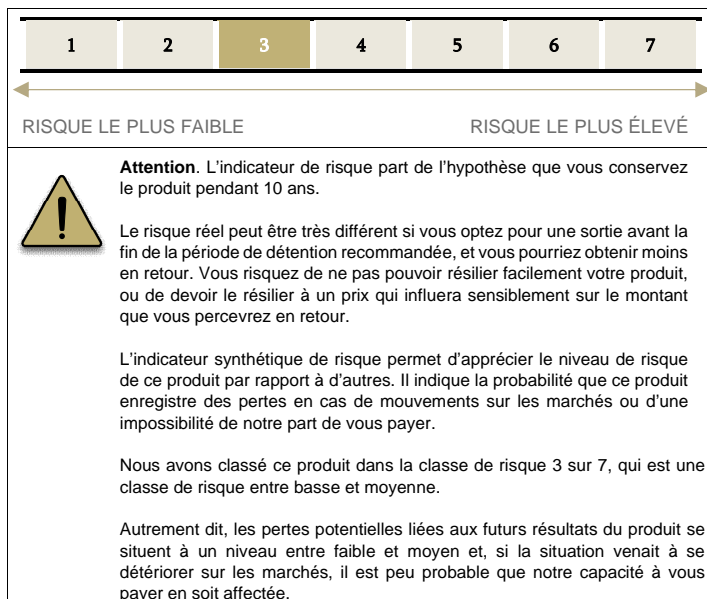 1 2 3 4 5 6 7
RISQUE LE PLUS FAIBLE RISQUE LE PLUS ÉLEVÉ
Attention. L'indicateur de risque part de l'hypothèse que vous conservez
le produit pendant 10 ans.
Le risque réel peut être très différent si vous optez pour une sortie avant la
fin de la période de détention recommandée, et vous pourriez obtenir moins
en retour. Vous risquez de ne pas pouvoir résilier facilement votre produit,
ou de devoir le résilier à un prix qui influera sensiblement sur le montant
que vous percevrez en retour.
L'indicateur synthétique de risque permet d'apprécier le niveau de risque
de ce produit par rapport à d'autres. Il indique la probabilité que ce produit
enregistre des pertes en cas de mouvements sur les marchés ou d'une
impossibilité de notre part de vous payer.
Nous avons classé ce produit dans la classe de risque 3 sur 7, qui est une
classe de risque entre basse et moyenne.
Autrement dit, les pertes potentielles liées aux futurs résultats du produit se
situent à un niveau entre faible et moyen et, si la situation venait à se
détériorer sur les marchés, il est peu probable que notre capacité à vous
payer en soit affectée.